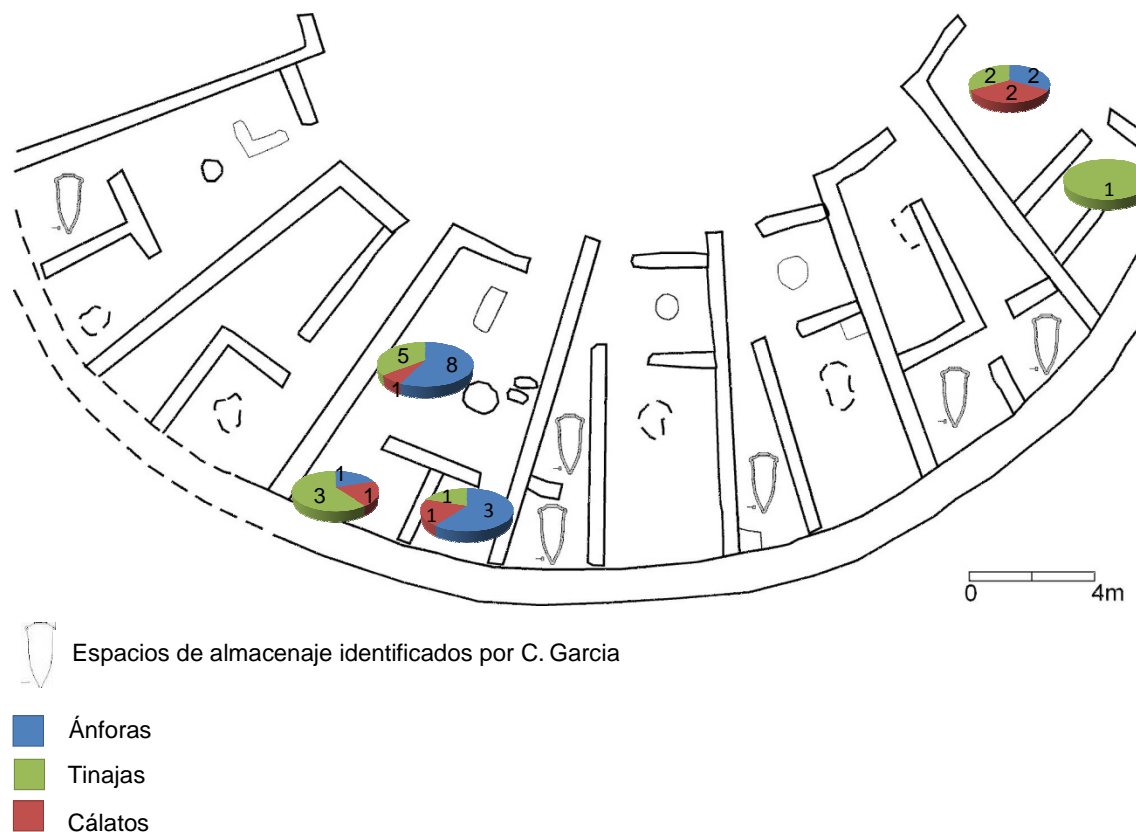 2 2
2
1
5 8
1
1
3 1
1 3
1
0 4m
Espacios de almacenaje identificados por C. Garcia
Ánforas
Tinajas
Cálatos